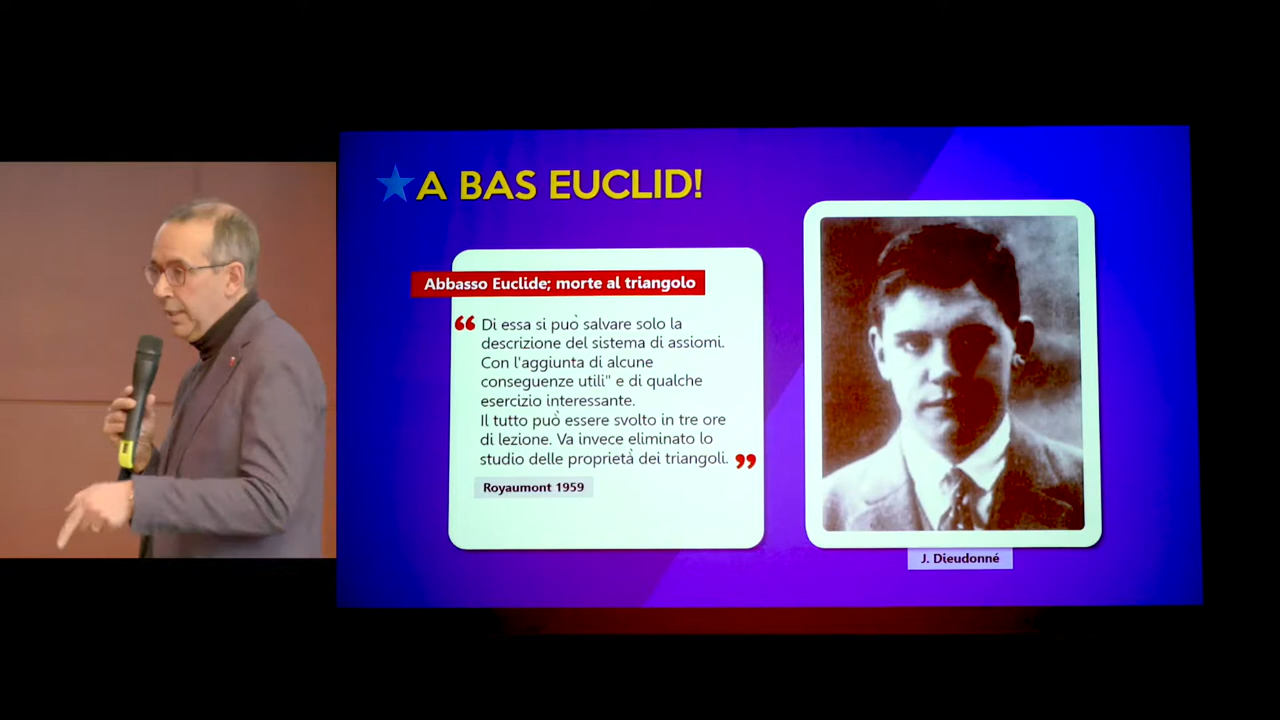 A BAS EUCLID!
Abbasso Euclide; morte al triangolo
“ Di essa si può salvare solo la
descrizione del sistema di assiomi.
Con l'aggiunta di alcune
conseguenze utili" e di qualche
esercizio interessante.
Il tutto può essere svolto in tre ore
di lezione. Va invece eliminato lo
studio delle proprietà dei triangoli. ”
Royaumont 1959
J. Dieudonné